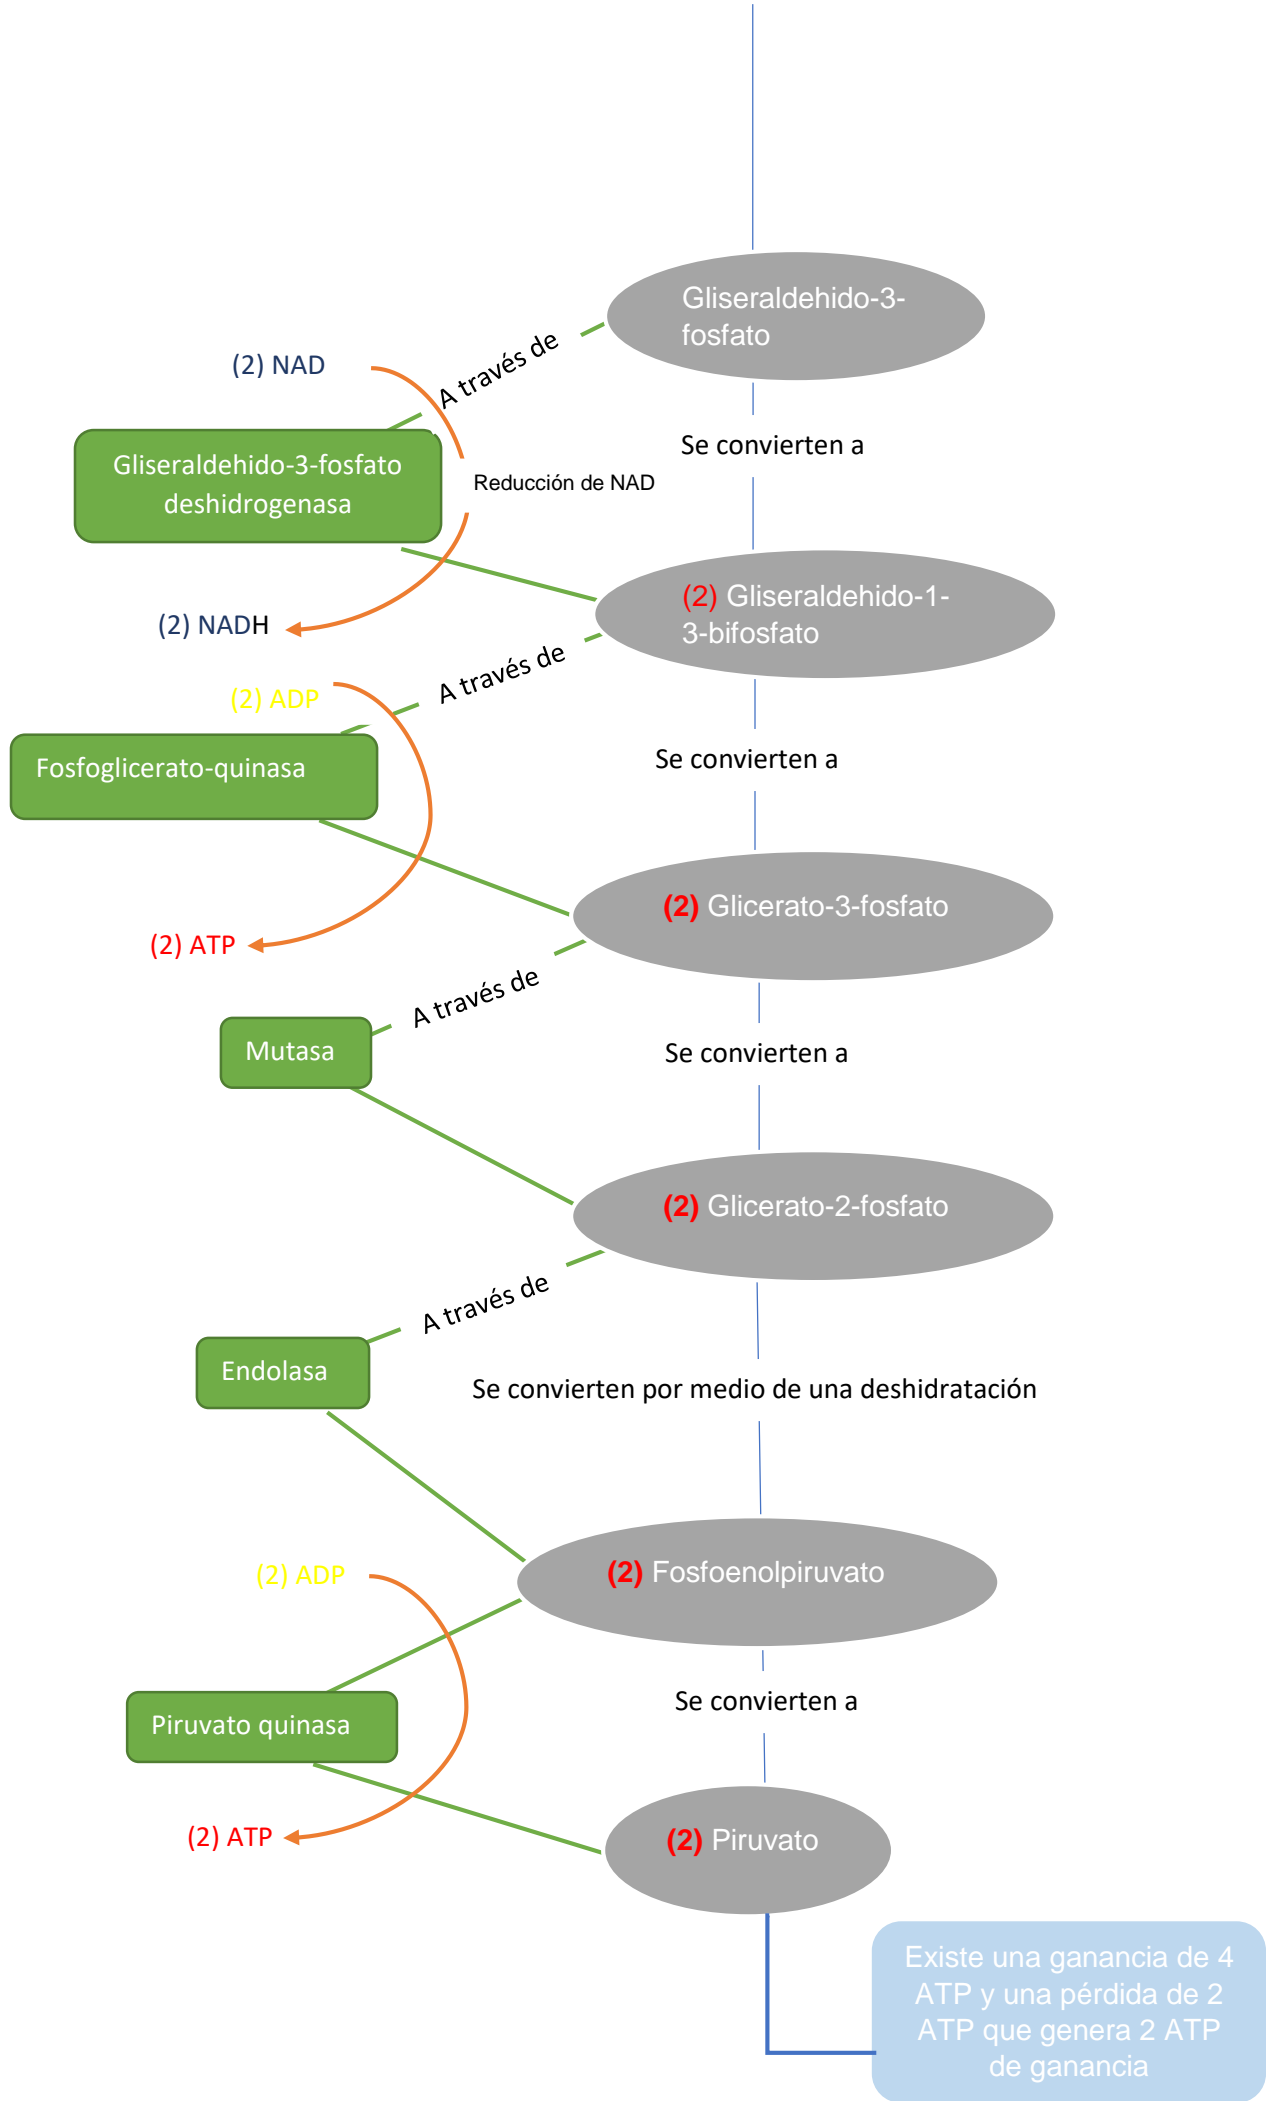 Gliseraldehido-3-
fosfato
A través de
(2) NAD
Se convierten a
Gliseraldehido-3-fosfato
deshidrogenasa
Reducción de NAD
(2) Gliseraldehido-1-
3-bifosfato
(2) NADH
A través de
(2) ADP
Se convierten a
Fosfoglicerato-quinasa
(2) Glicerato-3-fosfato
(2) ATP
A través de
Mutasa
Se convierten a
(2) Glicerato-2-fosfato
A través de
Endolasa
Se convierten por medio de una deshidratación
(2) Fosfoenolpiruvato
(2) ADP
Se convierten a
Piruvato quinasa
(2) ATP
(2) Piruvato
Existe una ganancia de 4
ATP y una pérdida de 2
ATP que genera 2 ATP
de ganancia